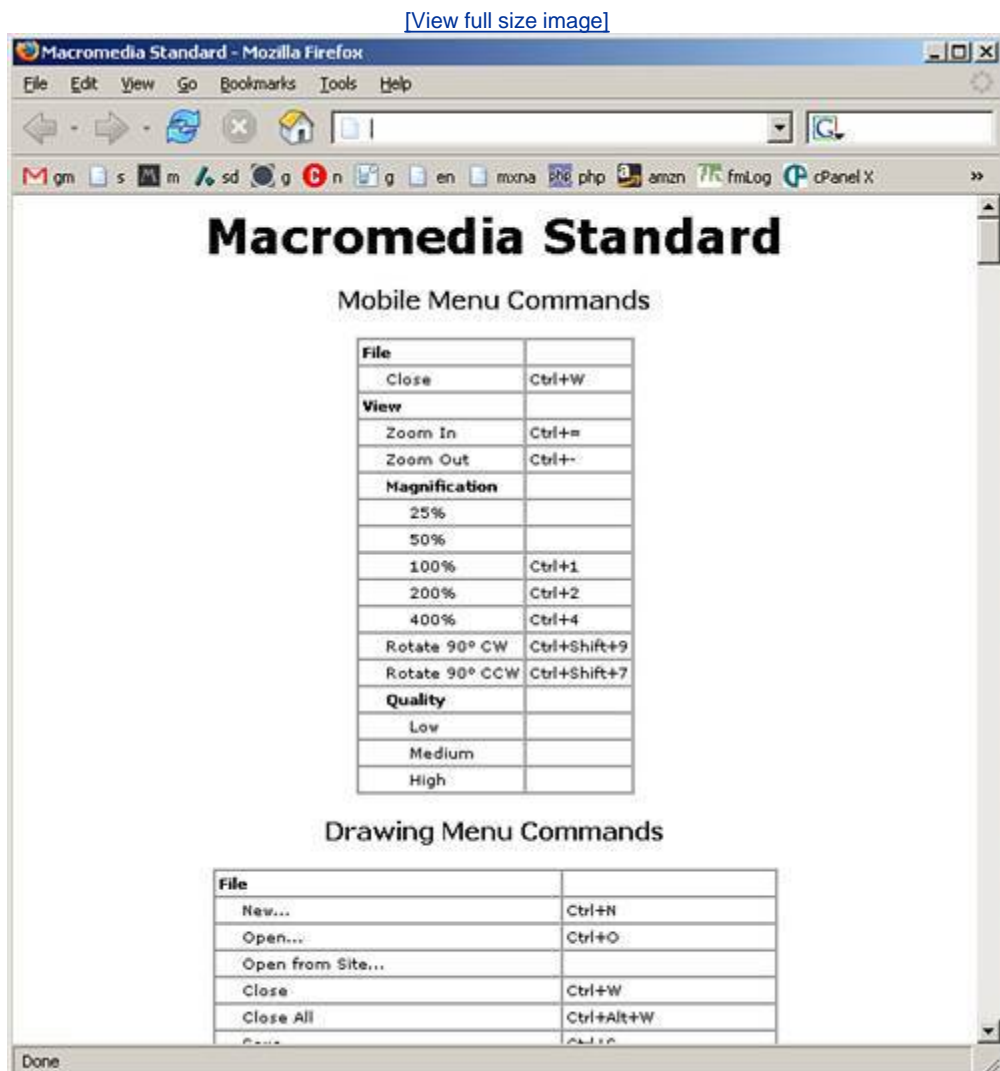 [View full size image]
Macromedia Standard - Mozilla Firefox
File Edit View Go Bookmarks Tools Help
gm s m sd g n g en mxna php amzn fmLog cPanel X »
Macromedia Standard
Mobile Menu Commands
File
Close Ctrl+W
View
Zoom In Ctrl+=
Zoom Out Ctrl+-
Magnification
25%
50%
100% Ctrl+1
200% Ctrl+2
400% Ctrl+4
Rotate 90º CW Ctrl+Shift+9
Rotate 90º CCW Ctrl+Shift+7
Quality
Low
Medium
High
Drawing Menu Commands
File
New... Ctrl+N
Open... Ctrl+O
Open from Site...
Close Ctrl+W
Close All Ctrl+Alt+W
Done